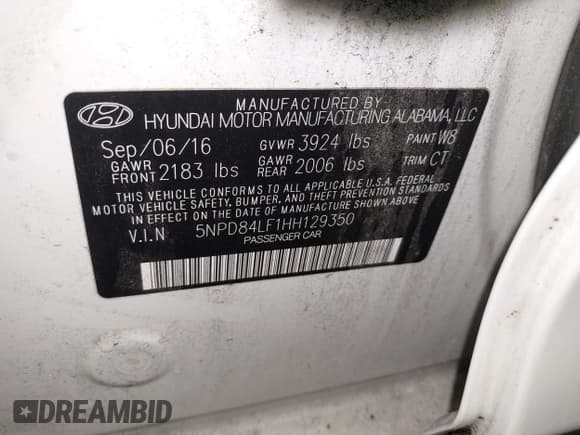 MANUFACTURED BY
HYUNDAI MOTOR MANUFACTURING ALABAMA, LLC
Sep/06/16 GVWR 3924 lbs PAINT W8
GAWR FRONT 2183 lbs GAWR REAR 2006 lbs TRIM CT
THIS VEHICLE CONFORMS TO ALL APPLICABLE U.S.A. FEDERAL
MOTOR VEHICLE SAFETY, BUMPER, AND THEFT PREVENTION STANDARDS
IN EFFECT ON THE DATE OF MANUFACTURE SHOWN ABOVE.
V.I.N 5NPD84LF1HH129350
PASSENGER CAR
DREAMBID